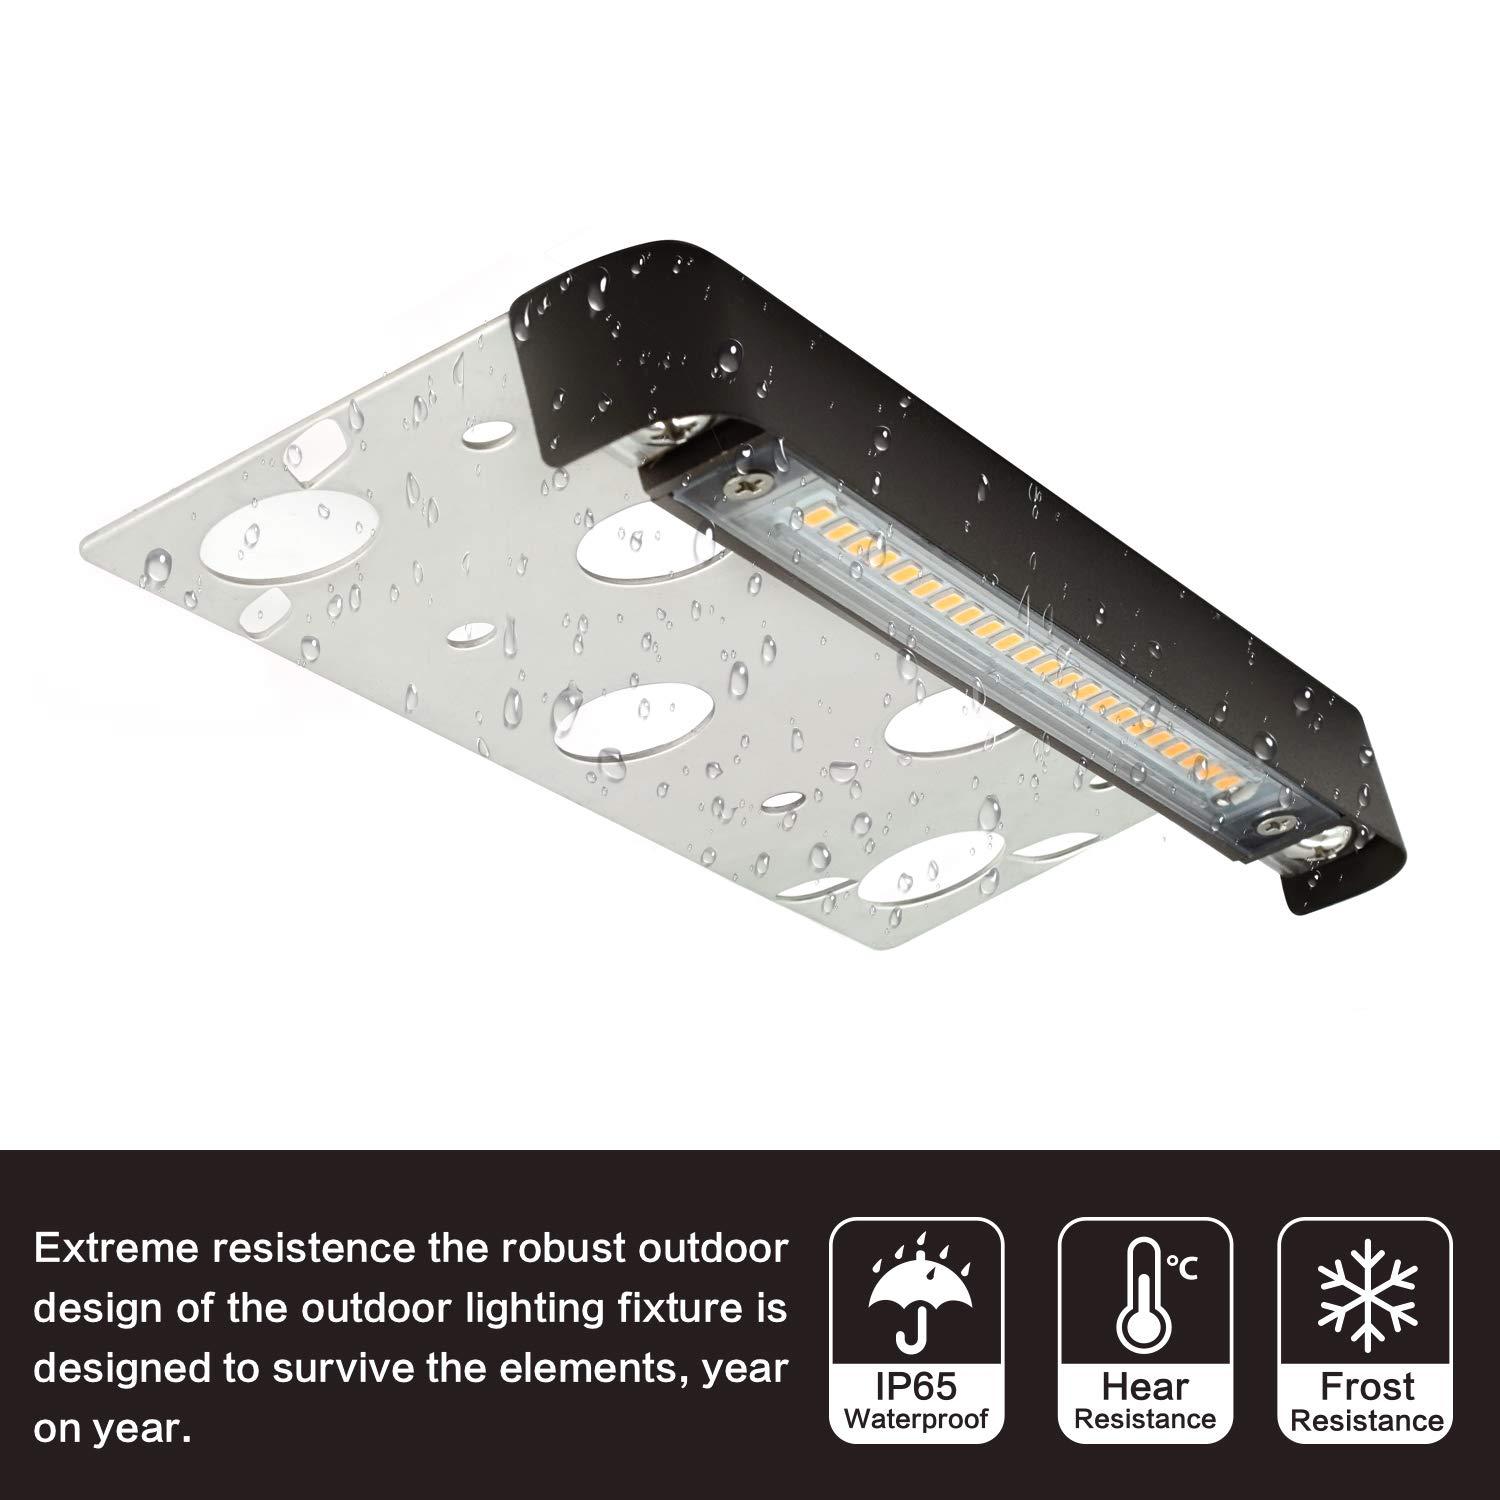 Extreme resistence the robust outdoor
design of the outdoor lighting fixture is
designed to survive the elements, year
on year.
°C
IP65
Waterproof
Hear
Resistance
Frost
Resistance